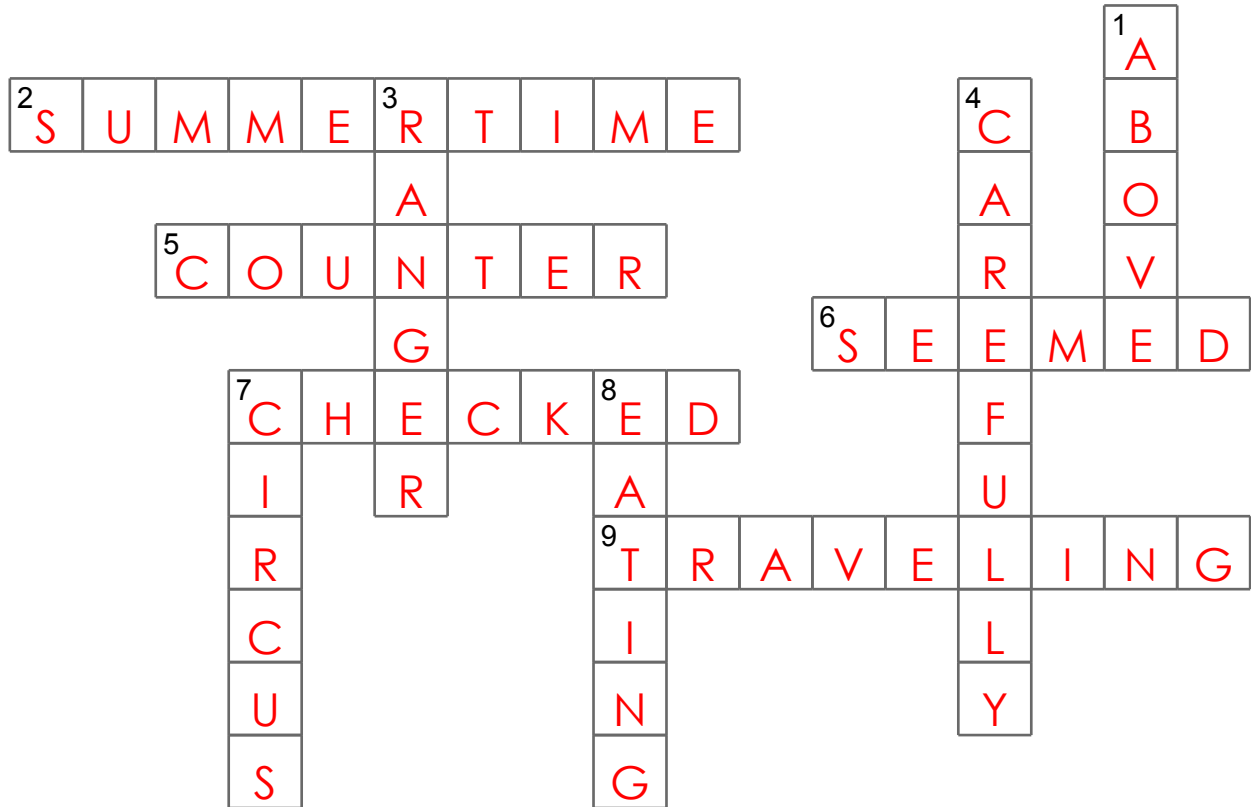 1 A
2 S U M M E 3 R T I M E 4 C B
A A O
5 C O U N T E R R V
G 6 S E E M E D
7 C H E C K 8 E D F
I R A U
R 9 T R A V E L I N G
C I L
U N Y
S G